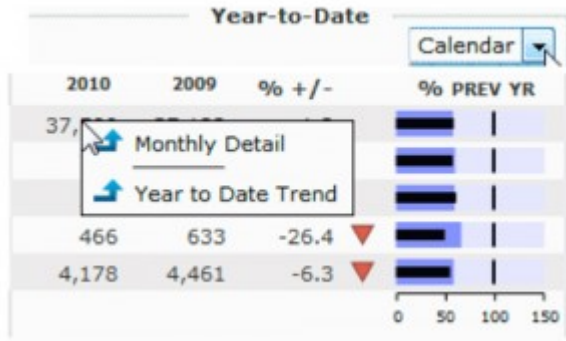 Year-to-Date
Calendar
2010 2009 % +/- % PREV YR
37,
Monthly Detail
Year to Date Trend
466 633 -26.4
4,178 4,461 -6.3
0 50 100 150